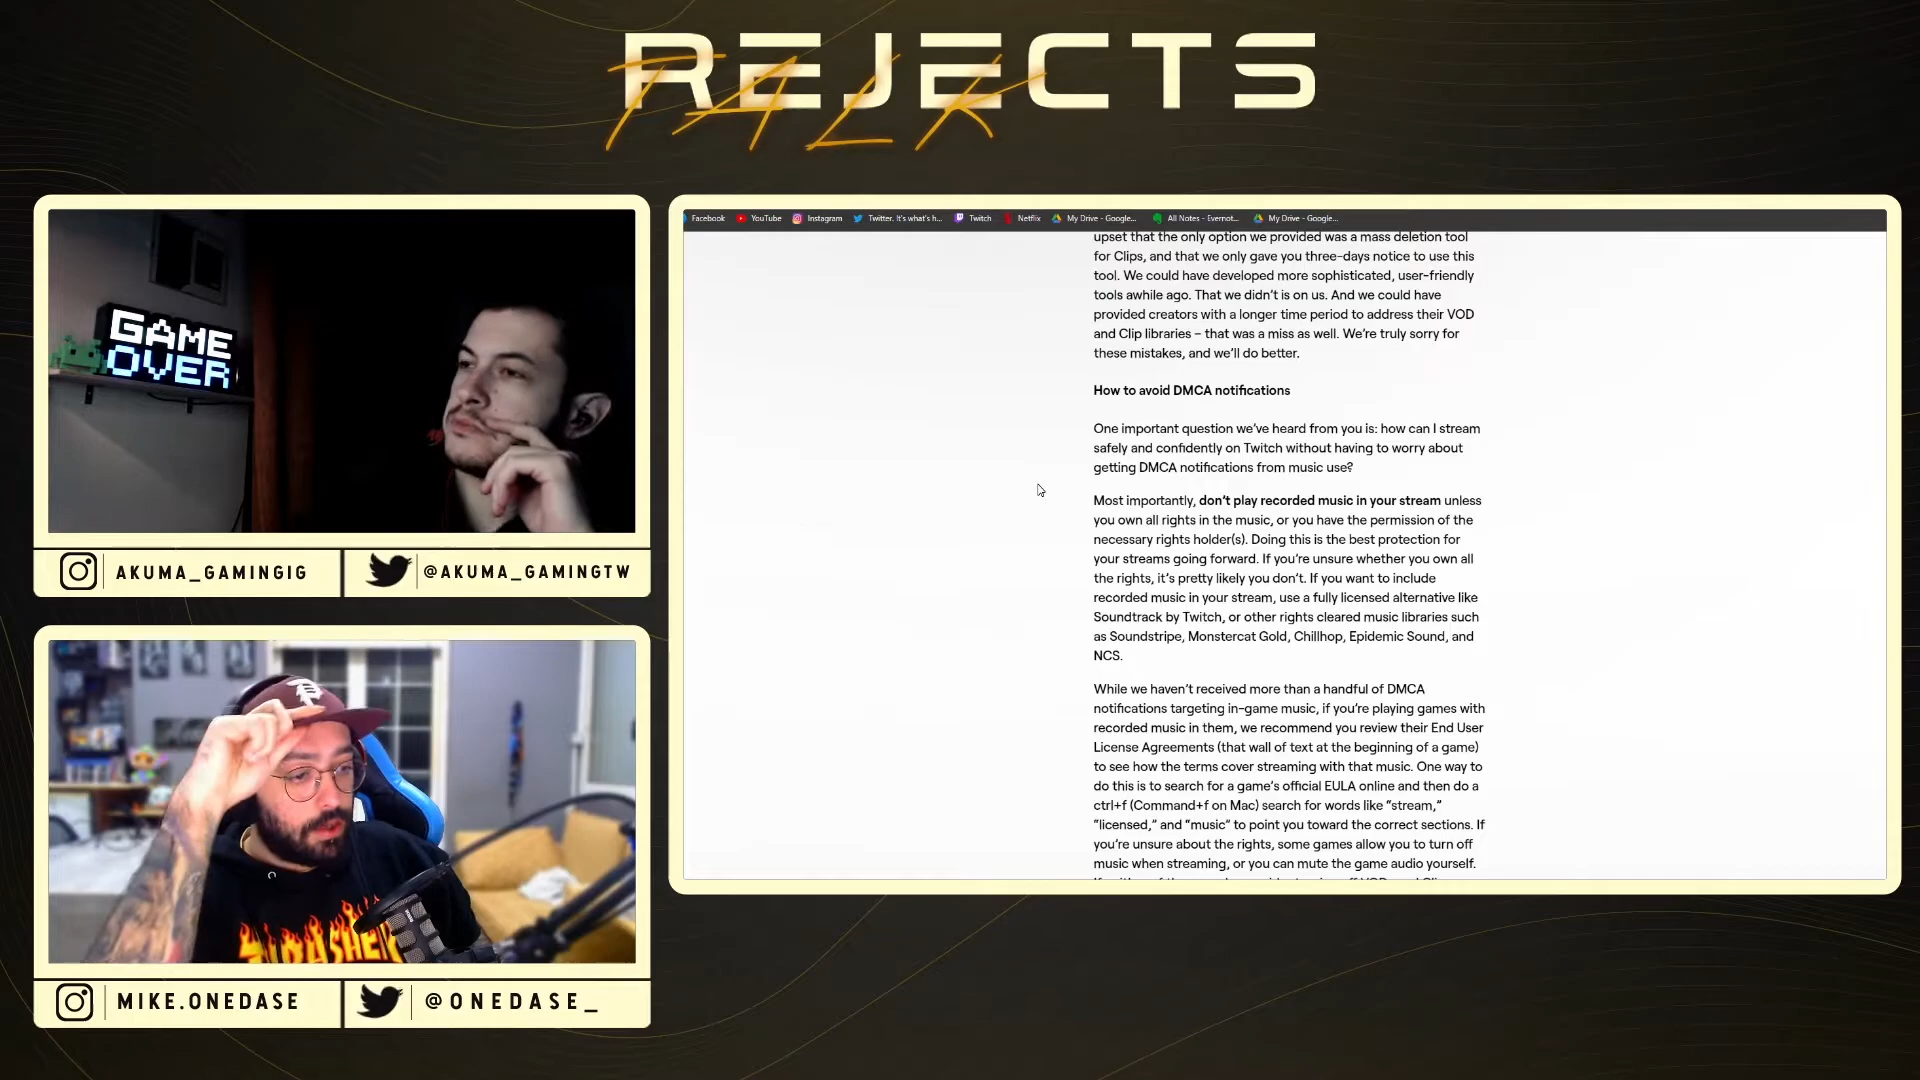 REJECTS
TALK
GAME
OVER
AKUMA_GAMINGIG
@AKUMA_GAMINGTW
MIKE.ONEDASE
@ONEDASE_
Facebook YouTube Instagram Twitter. It's what's h... Twitch Netflix My Drive - Google... All Notes - Evernot... My Drive - Google...
upset that the only option we provided was a mass deletion tool
for Clips, and that we only gave you three-days notice to use this
tool. We could have developed more sophisticated, user-friendly
tools awhile ago. That we didn’t is on us. And we could have
provided creators with a longer time period to address their VOD
and Clip libraries – that was a miss as well. We’re truly sorry for
these mistakes, and we’ll do better.
How to avoid DMCA notifications
One important question we’ve heard from you is: how can I stream
safely and confidently on Twitch without having to worry about
getting DMCA notifications from music use?
Most importantly, don’t play recorded music in your stream unless
you own all rights in the music, or you have the permission of the
necessary rights holder(s). Doing this is the best protection for
your streams going forward. If you’re unsure whether you own all
the rights, it’s pretty likely you don’t. If you want to include
recorded music in your stream, use a fully licensed alternative like
Soundtrack by Twitch, or other rights cleared music libraries such
as Soundstripe, Monstercat Gold, Chillhop, Epidemic Sound, and
NCS.
While we haven’t received more than a handful of DMCA
notifications targeting in-game music, if you’re playing games with
recorded music in them, we recommend you review their End User
License Agreements (that wall of text at the beginning of a game)
to see how the terms cover streaming with that music. One way to
do this is to search for a game’s official EULA online and then do a
ctrl+f (Command+f on Mac) search for words like “stream,”
“licensed,” and “music” to point you toward the correct sections. If
you’re unsure about the rights, some games allow you to turn off
music when streaming, or you can mute the game audio yourself.